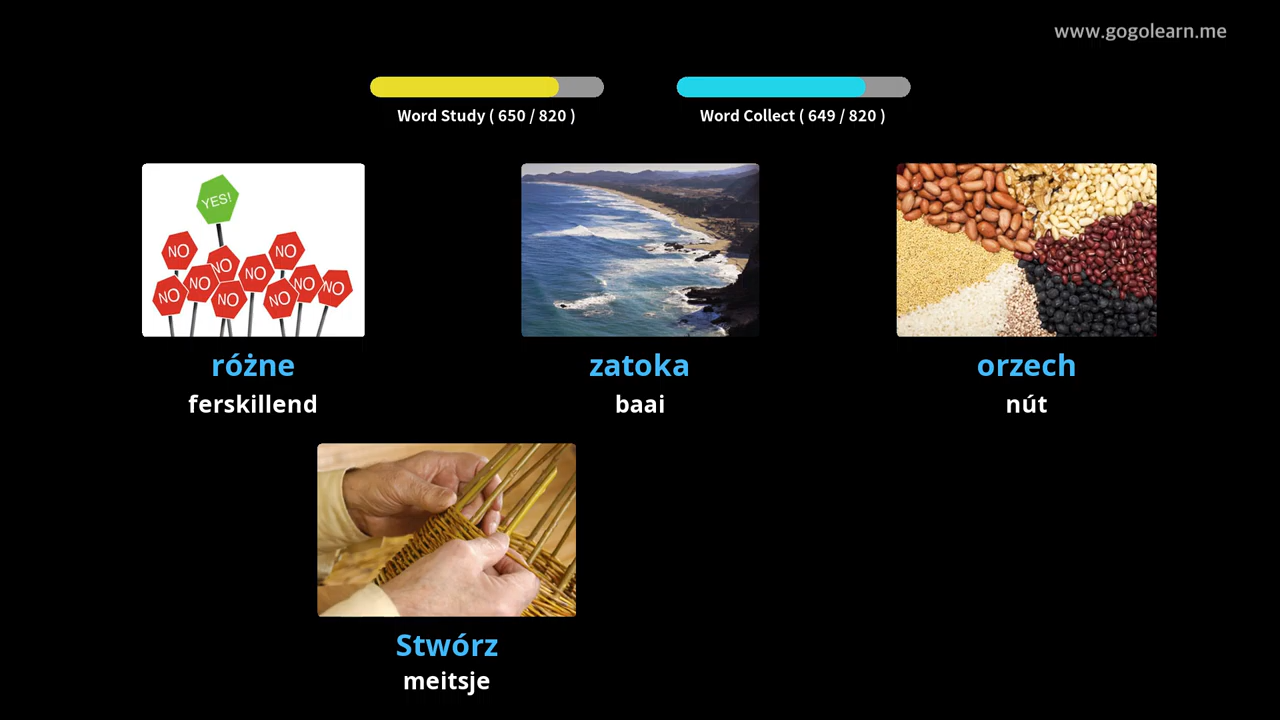 www.gogolearn.me
Word Study ( 650 / 820 )
Word Collect ( 649 / 820 )
YES!
NO
NO
NO
NO
NO
NO
NO
NO
NO
NO
różne
ferskillend
zatoka
baai
orzech
nút
Stwórz
meitsje